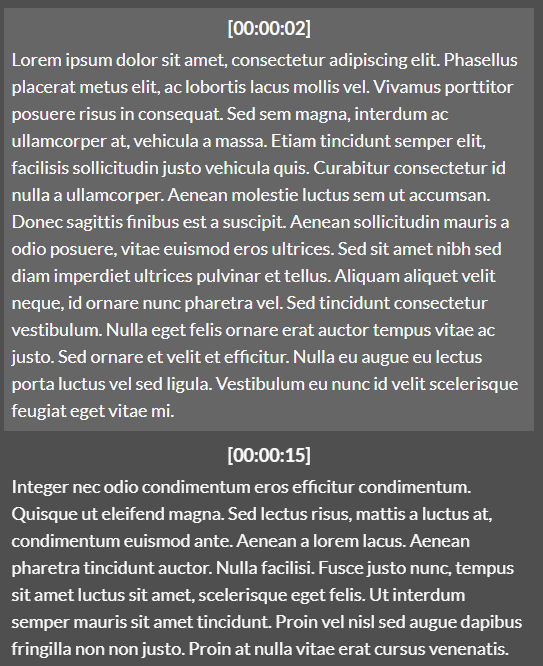 [00:00:02]
Lorem ipsum dolor sit amet, consectetur adipiscing elit. Phasellus
placerat metus elit, ac lobortis lacus mollis vel. Vivamus porttitor
posuere risus in consequat. Sed sem magna, interdum ac
ullamcorper at, vehicula a massa. Etiam tincidunt semper elit,
facilisis sollicitudin justo vehicula quis. Curabitur consectetur id
nulla a ullamcorper. Aenean molestie luctus sem ut accumsan.
Donec sagittis finibus est a suscipit. Aenean sollicitudin mauris a
odio posuere, vitae euismod eros ultrices. Sed sit amet nibh sed
diam imperdiet ultrices pulvinar et tellus. Aliquam aliquet velit
neque, id ornare nunc pharetra vel. Sed tincidunt consectetur
vestibulum. Nulla eget felis ornare erat auctor tempus vitae ac
justo. Sed ornare et velit et efficitur. Nulla eu augue eu lectus
porta luctus vel sed ligula. Vestibulum eu nunc id velit scelerisque
feugiat eget vitae mi.
[00:00:15]
Integer nec odio condimentum eros efficitur condimentum.
Quisque ut eleifend magna. Sed lectus risus, mattis a luctus at,
condimentum euismod ante. Aenean a lorem lacus. Aenean
pharetra tincidunt auctor. Nulla facilisi. Fusce justo nunc, tempus
sit amet luctus sit amet, scelerisque eget felis. Ut interdum
semper mauris sit amet tincidunt. Proin vel nisl sed augue dapibus
fringilla non non justo. Proin at nulla vitae erat cursus venenatis.